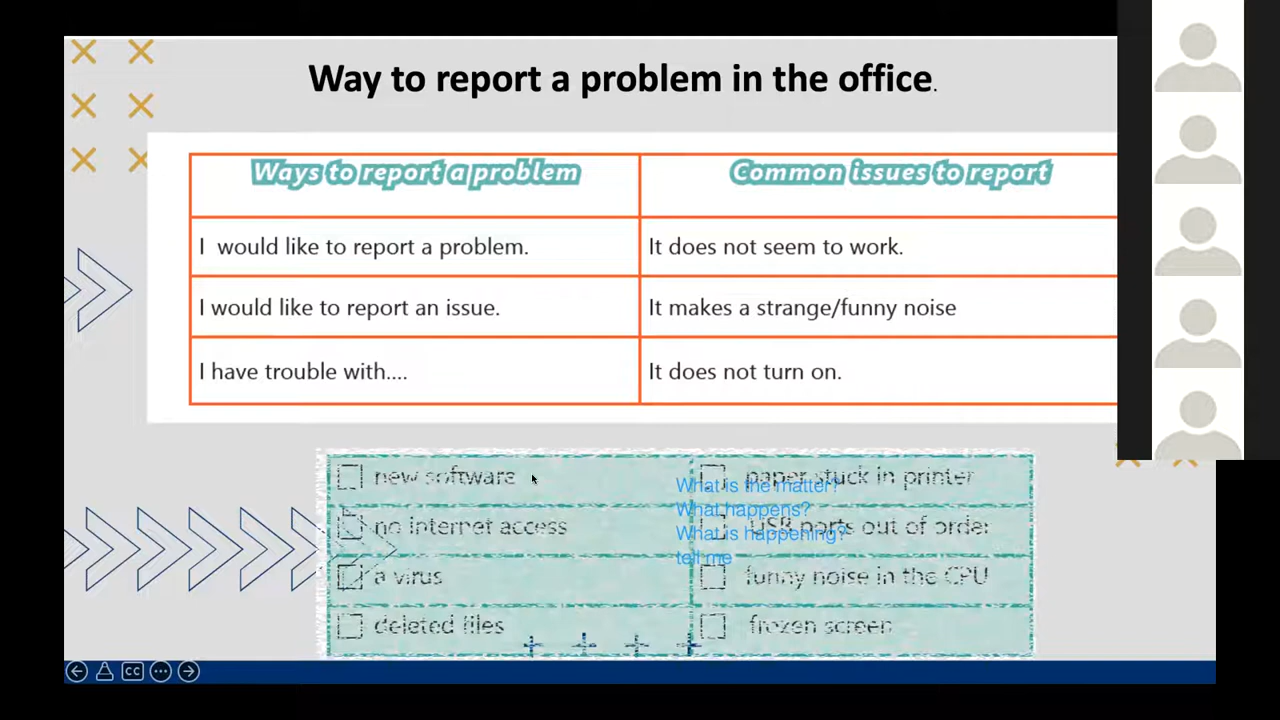 Way to report a problem in the office.
Ways to report a problem
Common issues to report
I would like to report a problem.
It does not seem to work.
I would like to report an issue.
It makes a strange/funny noise
I have trouble with....
It does not turn on.
new software
paper stuck in printer
What is the matter?
What happens?
no internet access
USB ports out of order
What is happening?
tell me
a virus
funny noise in the CPU
deleted files
frozen screen
CC